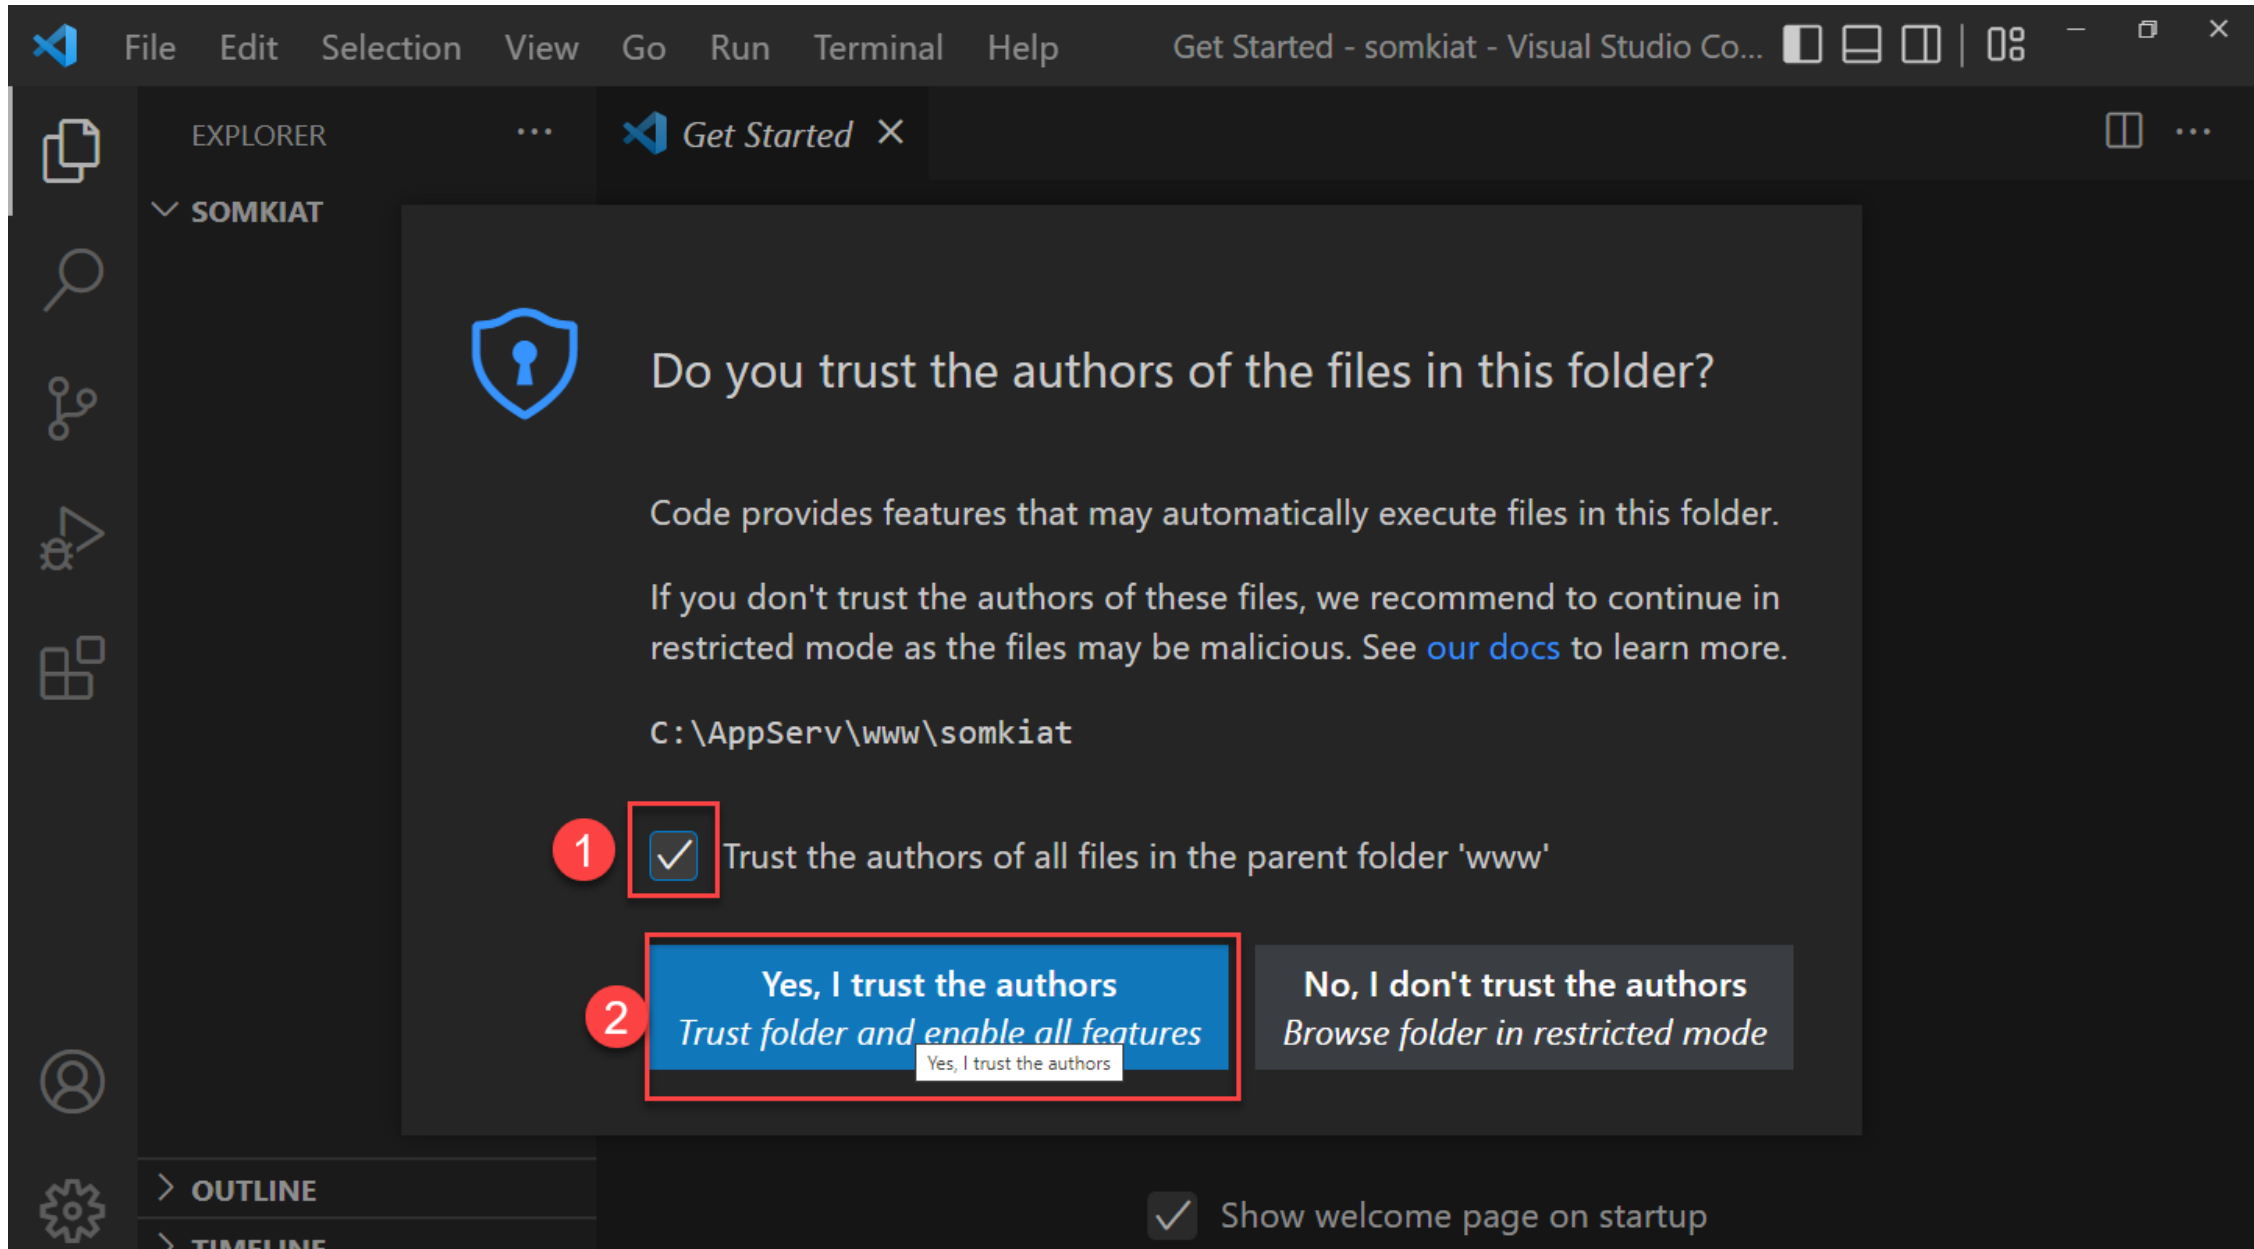 File Edit Selection View Go Run Terminal Help Get Started - somkiat - Visual Studio Co...
EXPLORER
Get Started
SOMKIAT
Do you trust the authors of the files in this folder?
Code provides features that may automatically execute files in this folder.
If you don't trust the authors of these files, we recommend to continue in
restricted mode as the files may be malicious. See our docs to learn more.
C:\AppServ\www\somkiat
1
Trust the authors of all files in the parent folder 'www'
2
Yes, I trust the authors
Trust folder and enable all features
Yes, I trust the authors
No, I don't trust the authors
Browse folder in restricted mode
OUTLINE
TIMELINE
Show welcome page on startup